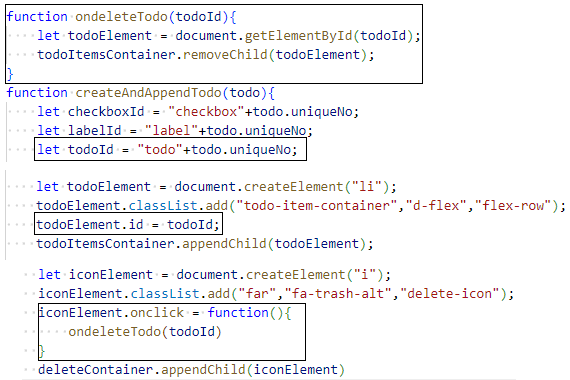 function ondeleteTodo(todoId){
let todoElement = document.getElementById(todoId);
todoItemsContainer.removeChild(todoElement);
}
function createAndAppendTodo(todo){
let checkboxId = "checkbox"+todo.uniqueNo;
let labelId = "label"+todo.uniqueNo;
let todoId = "todo"+todo.uniqueNo;
let todoElement = document.createElement("li");
todoElement.classList.add("todo-item-container","d-flex","flex-row");
todoElement.id = todoId;
todoItemsContainer.appendChild(todoElement);
let iconElement = document.createElement("i");
iconElement.classList.add("far","fa-trash-alt","delete-icon");
iconElement.onclick = function(){
ondeleteTodo(todoId)
}
deleteContainer.appendChild(iconElement)